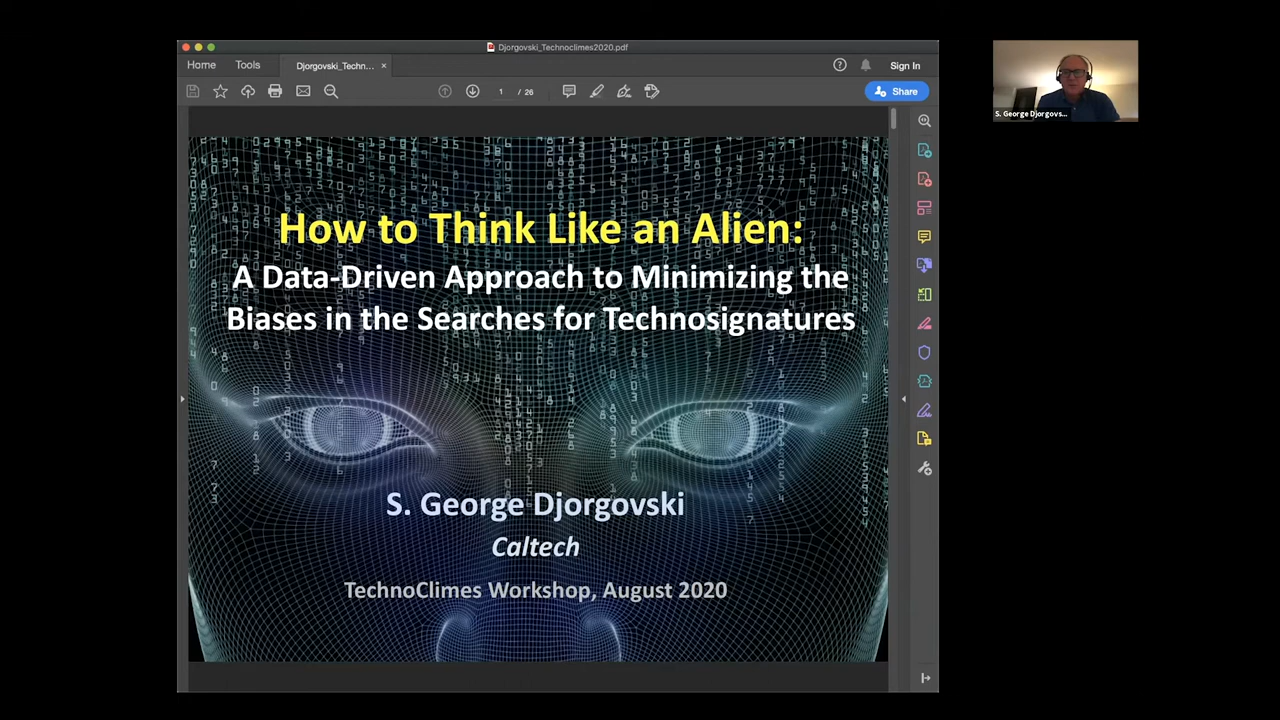 Djorgovski_Technoclimes2020.pdf
Home
Tools
Djorgovski_Techn...
Sign In
1 / 26
Share
How to Think Like an Alien:
A Data-Driven Approach to Minimizing the
Biases in the Searches for Technosignatures
S. George Djorgovski
Caltech
TechnoClimes Workshop, August 2020
S. George Djorgovs...